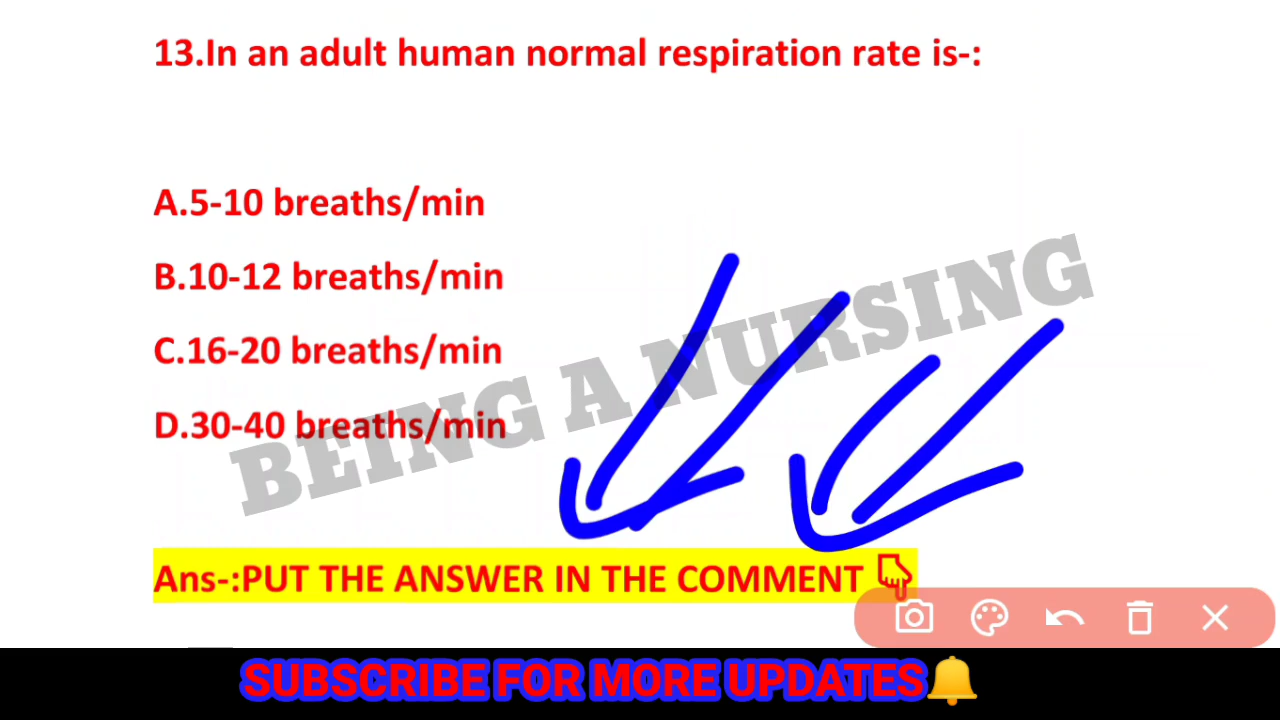 13.In an adult human normal respiration rate is-:
A.5-10 breaths/min
B.10-12 breaths/min
C.16-20 breaths/min
D.30-40 breaths/min
BEING A NURSING
Ans-:PUT THE ANSWER IN THE COMMENT 👇
SUBSCRIBE FOR MORE UPDATES🔔